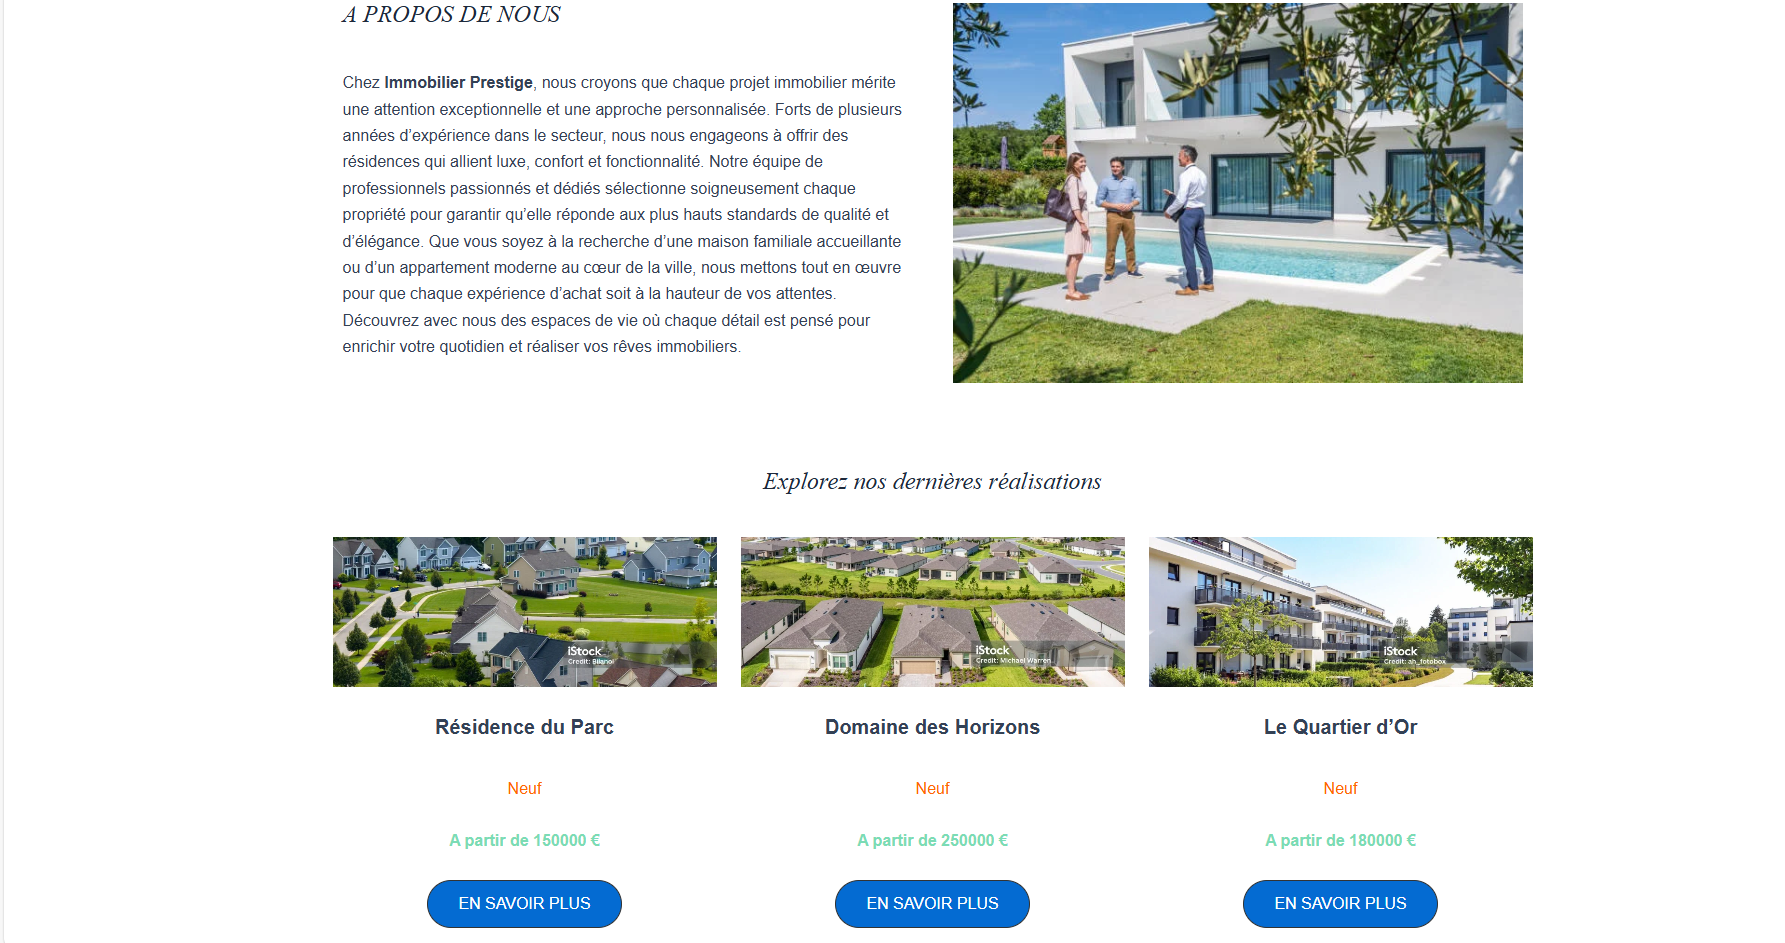 A PROPOS DE NOUS
Chez Immobilier Prestige, nous croyons que chaque projet immobilier mérite
une attention exceptionnelle et une approche personnalisée. Forts de plusieurs
années d’expérience dans le secteur, nous nous engageons à offrir des
résidences qui allient luxe, confort et fonctionnalité. Notre équipe de
professionnels passionnés et dédiés sélectionne soigneusement chaque
propriété pour garantir qu’elle réponde aux plus hauts standards de qualité et
d’élégance. Que vous soyez à la recherche d’une maison familiale accueillante
ou d’un appartement moderne au cœur de la ville, nous mettons tout en œuvre
pour que chaque expérience d’achat soit à la hauteur de vos attentes.
Découvrez avec nous des espaces de vie où chaque détail est pensé pour
enrichir votre quotidien et réaliser vos rêves immobiliers.
Explorez nos dernières réalisations
iStock
Credit: Blanol
iStock
Credit: Michael Warren
iStock
Credit: ah_fotobox
Résidence du Parc
Domaine des Horizons
Le Quartier d’Or
Neuf
Neuf
Neuf
A partir de 150000 €
A partir de 250000 €
A partir de 180000 €
EN SAVOIR PLUS
EN SAVOIR PLUS
EN SAVOIR PLUS